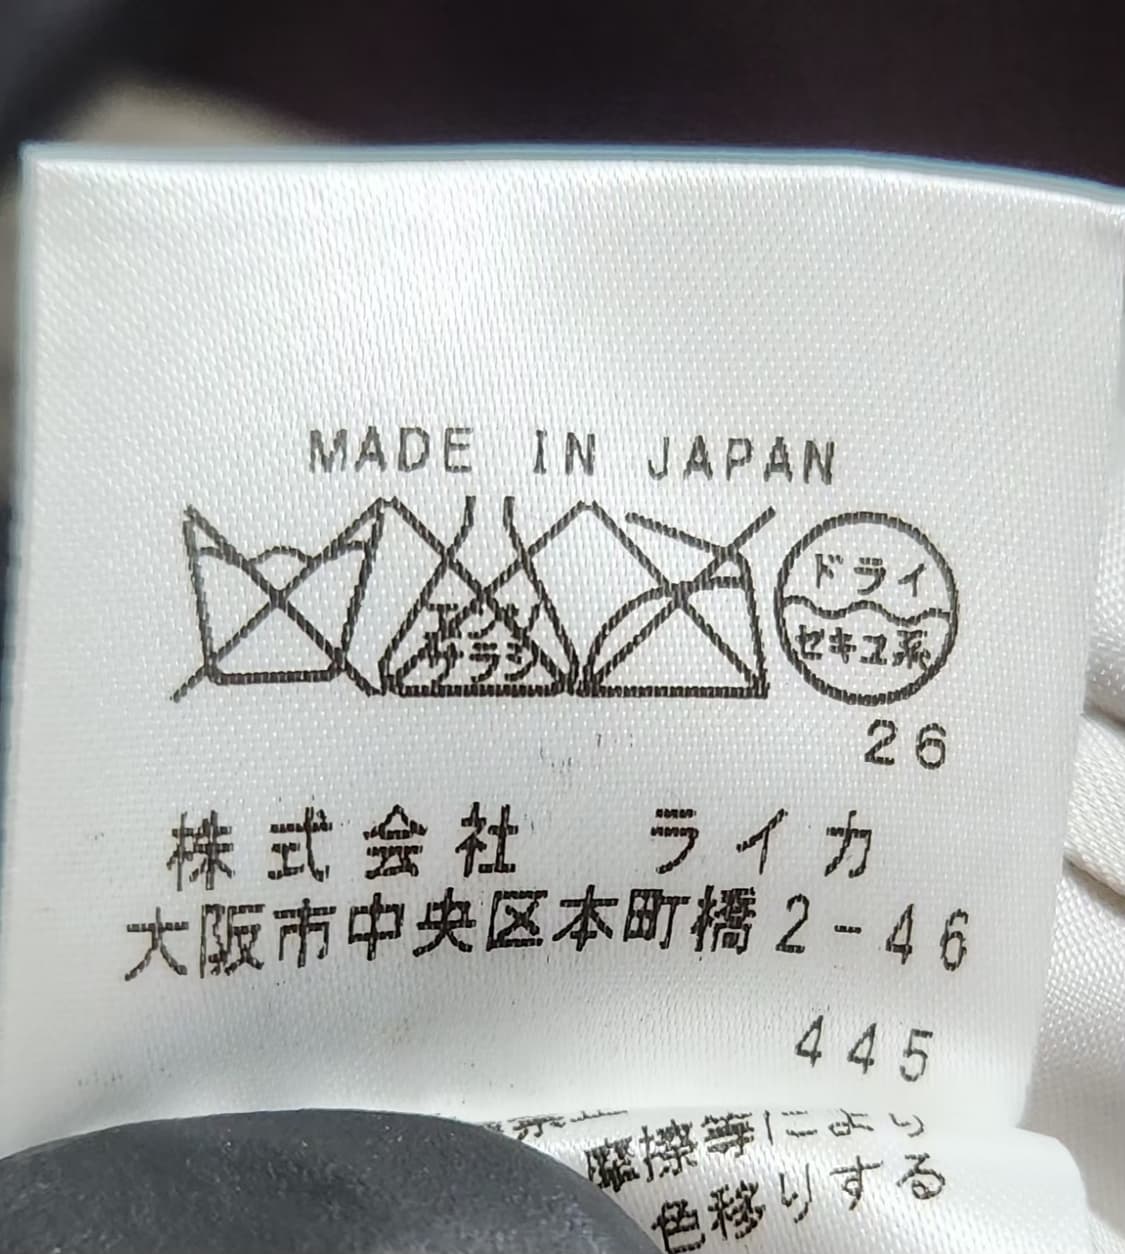 MADE IN JAPAN
エンソ
サラシ
ドライ
セキユ系
26
株式会社 ライカ
大阪市中央区本町橋2-46
445
摩擦等により
色移りする